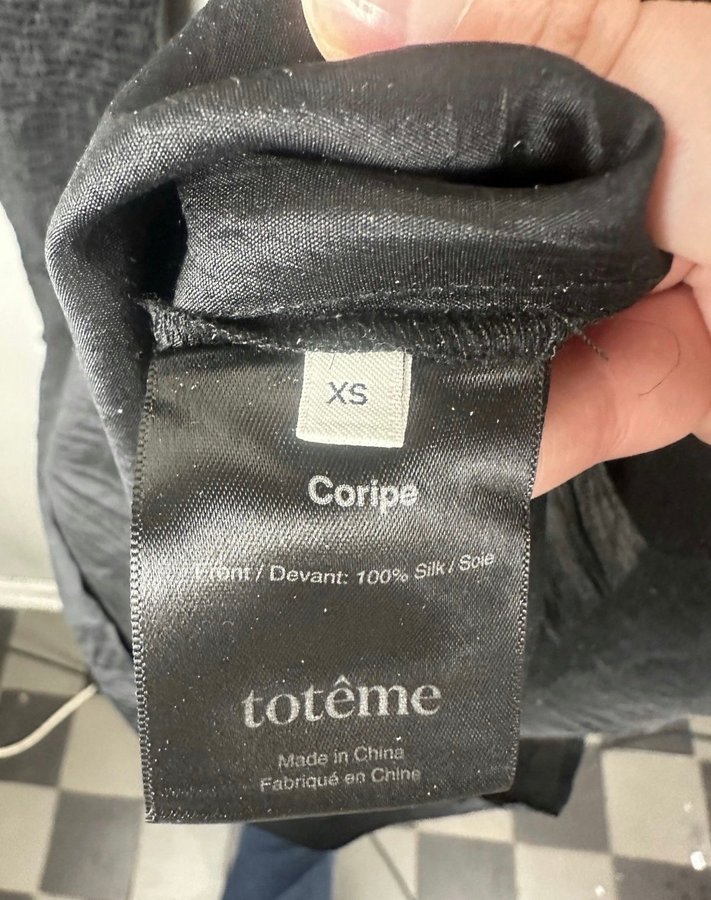 XS
Coripe
Front / Devant: 100% Silk / Soie
totême
Made in China
Fabriqué en Chine